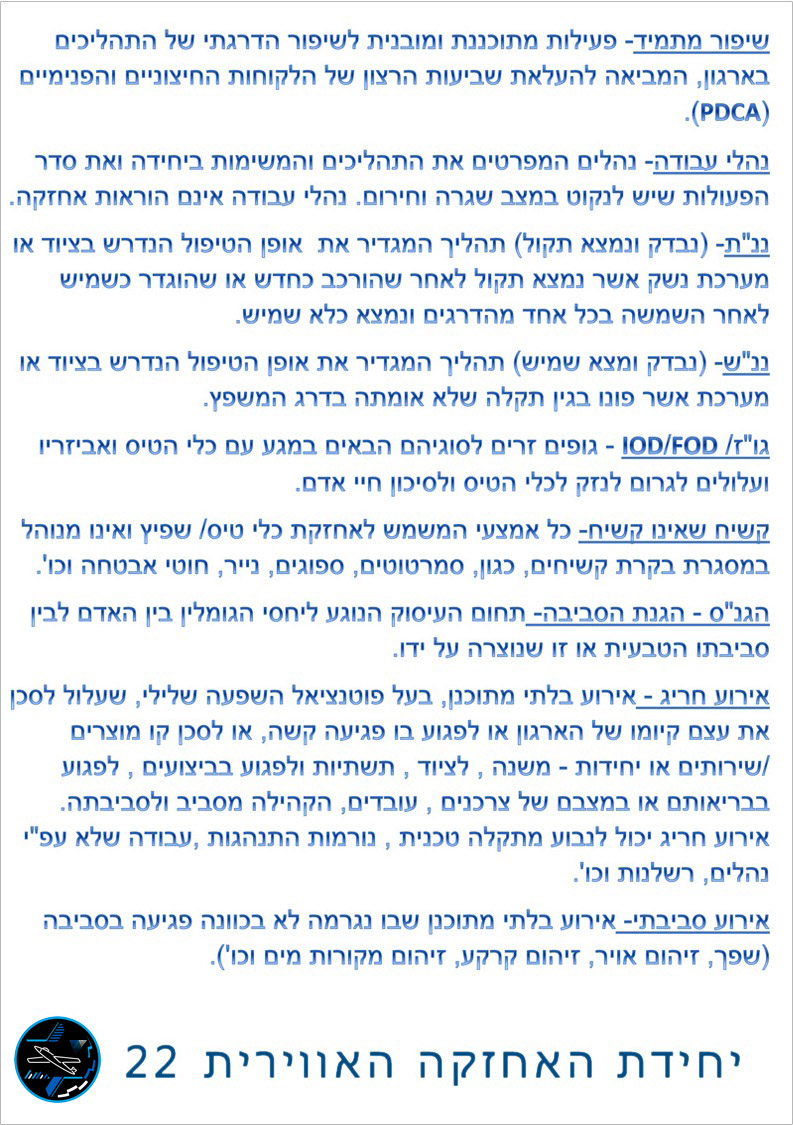 שיפור מתמיד- פעילות מתוכננת ומובנית לשיפור הדרגתי של התהליכים
בארגון, המביאה להעלאת שביעות הרצון של הלקוחות החיצוניים והפנימיים
(PDCA).
נהלי עבודה- נהלים המפרטים את התהליכים והמשימות ביחידה ואת סדר
הפעולות שיש לנקוט במצב שגרה וחירום. נהלי עבודה אינם הוראות אחזקה.
ננ"ת- (נבדק ונמצא תקול) תהליך המגדיר את אופן הטיפול הנדרש בציוד או
מערכת נשק אשר נמצא תקול לאחר שהורכב כחדש או שהוגדר כשמיש
לאחר השמשה בכל אחד מהדרגים ונמצא כלא שמיש.
ננ"ש- (נבדק ומצא שמיש) תהליך המגדיר את אופן הטיפול הנדרש בציוד או
מערכת אשר פונו בגין תקלה שלא אומתה בדרג המשפץ.
גו"ז/ IOD/FOD - גופים זרים לסוגיהם הבאים במגע עם כלי הטיס ואביזריו
ועלולים לגרום לנזק לכלי הטיס ולסיכון חיי אדם.
קשיח שאינו קשיח- כל אמצעי המשמש לאחזקת כלי טיס/ שפיץ ואינו מנוהל
במסגרת בקרת קשיחים, כגון, סמרטוטים, ספוגים, נייר, חוטי אבטחה וכו'.
הגנ"ס - הגנת הסביבה- תחום העיסוק הנוגע ליחסי הגומלין בין האדם לבין
סביבתו הטבעית או זו שנוצרה על ידו.
אירוע חריג - אירוע בלתי מתוכנן, בעל פוטנציאל השפעה שלילי, שעלול לסכן
את עצם קיומו של הארגון או לפגוע בו פגיעה קשה, או לסכן קו מוצרים
/שירותים או יחידות - משנה , לציוד , תשתיות ולפגוע בביצועים , לפגוע
בבריאותם או במצבם של צרכנים , עובדים, הקהילה מסביב ולסביבתה.
אירוע חריג יכול לנבוע מתקלה טכנית , נורמות התנהגות ,עבודה שלא עפ"י
נהלים, רשלנות וכו'.
אירוע סביבתי- אירוע בלתי מתוכנן שבו נגרמה לא בכוונה פגיעה בסביבה
(שפך, זיהום אויר, זיהום קרקע, זיהום מקורות מים וכו').
יחידת האחזקה האווירית 22